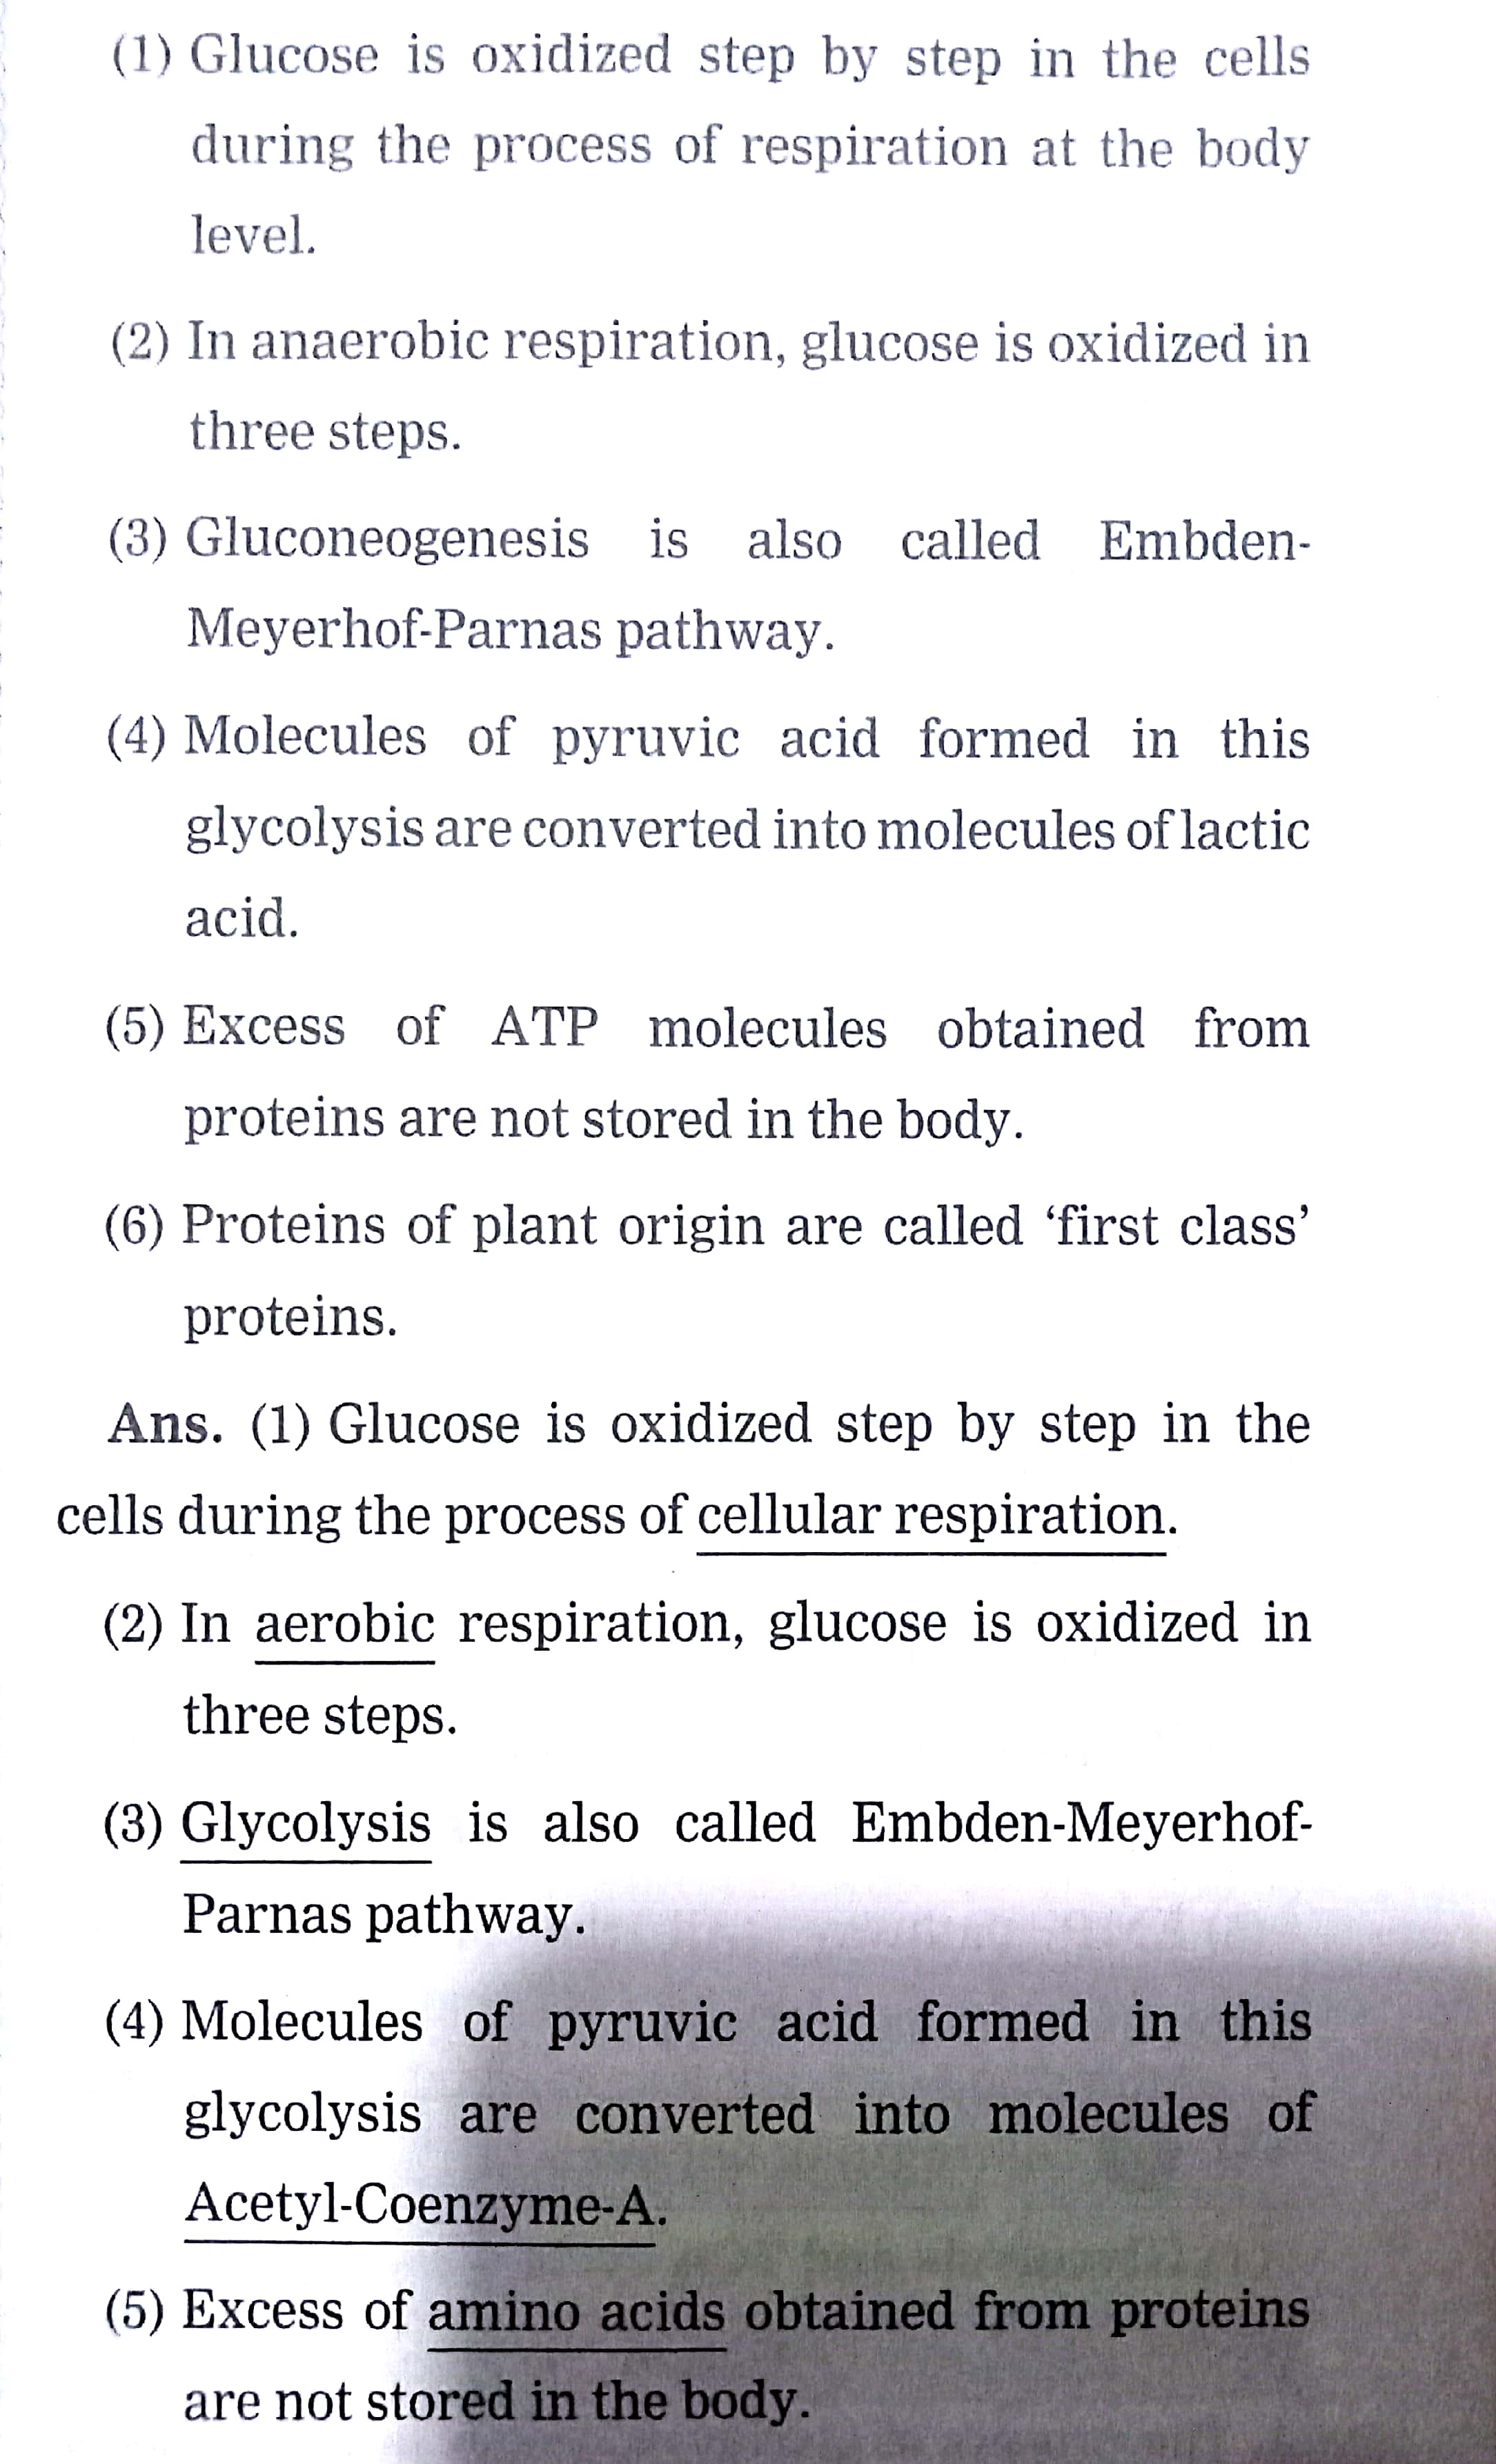 (1) Glucose is oxidized step by step in the cells
during the process of respiration at the body
level.
(2) In anaerobic respiration, glucose is oxidized in
three steps.
(3) Gluconeogenesis is also called Embden-
Meyerhof-Parnas pathway.
(4) Molecules of pyruvic acid formed in this
glycolysis are converted into molecules of lactic
acid.
(5) Excess of ATP molecules obtained from
proteins are not stored in the body.
(6) Proteins of plant origin are called ‘first class’
proteins.
Ans. (1) Glucose is oxidized step by step in the
cells during the process of cellular respiration.
(2) In aerobic respiration, glucose is oxidized in
three steps.
(3) Glycolysis is also called Embden-Meyerhof-
Parnas pathway.
(4) Molecules of pyruvic acid formed in this
glycolysis are converted into molecules of
Acetyl-Coenzyme-A.
(5) Excess of amino acids obtained from proteins
are not stored in the body.